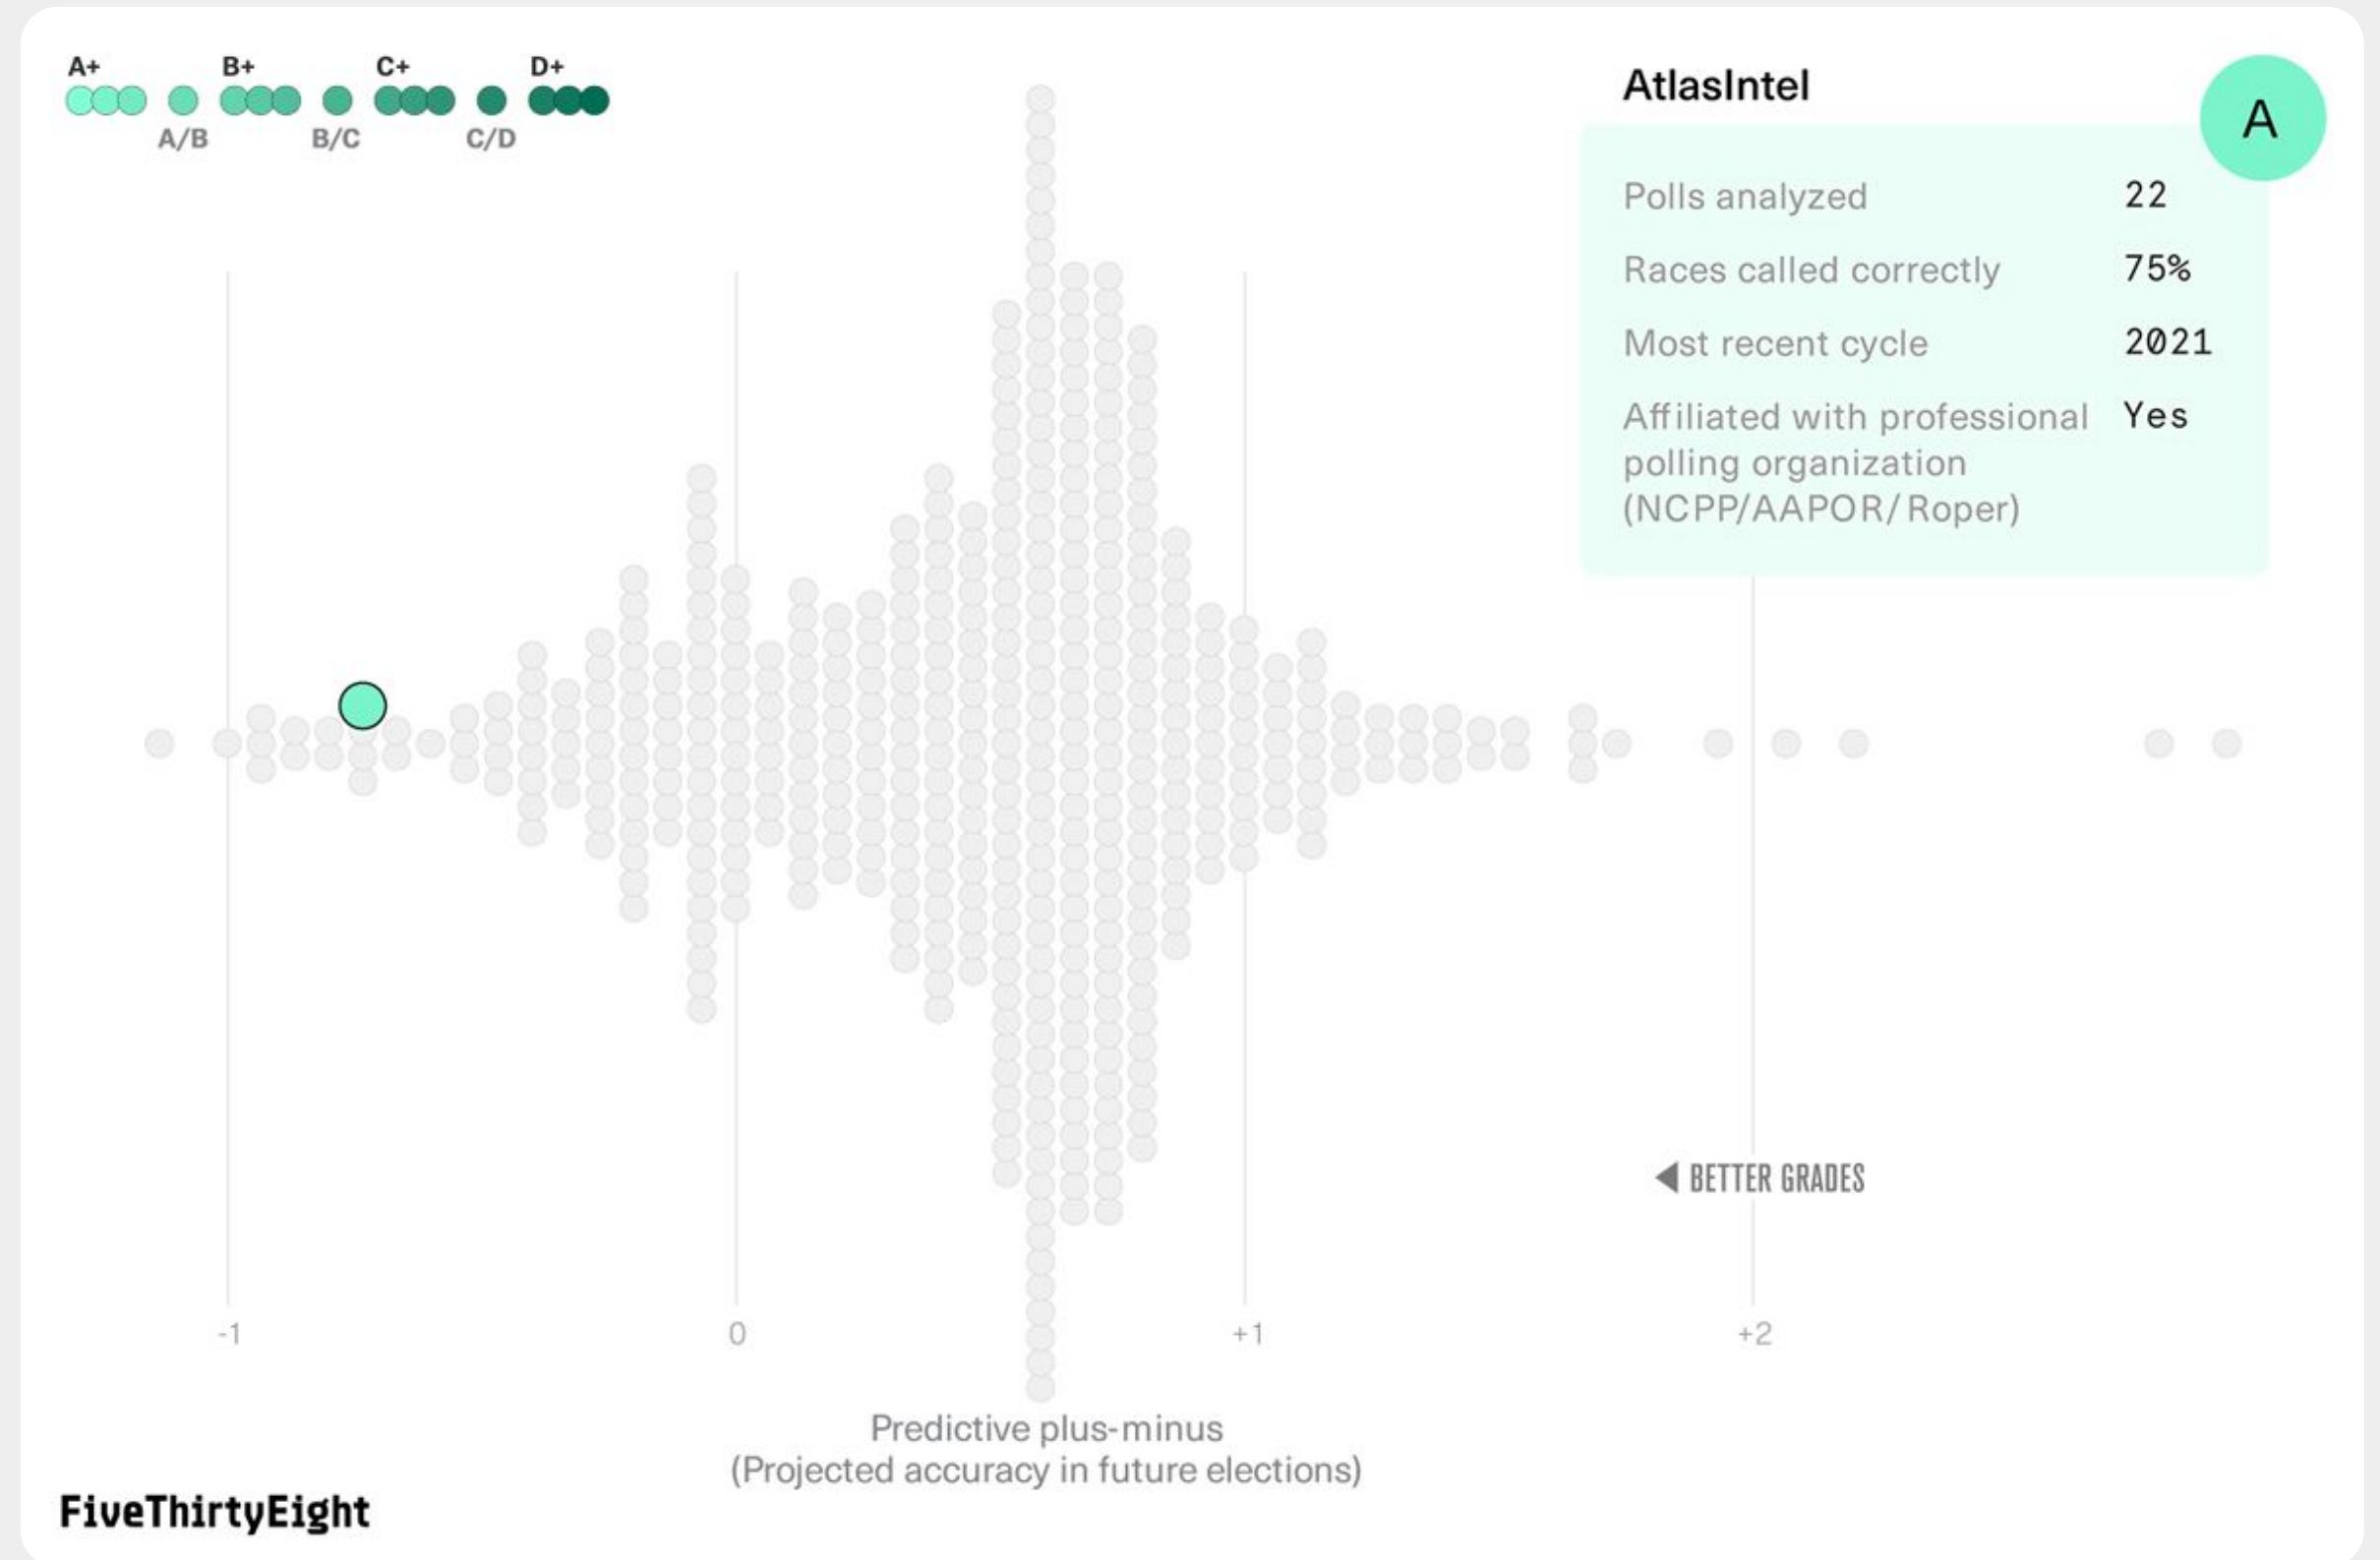 A+ B+ C+ D+
A/B B/C C/D
AtlasIntel
A
Polls analyzed 22
Races called correctly 75%
Most recent cycle 2021
Affiliated with professional Yes
polling organization
(NCPP/AAPOR/Roper)
BETTER GRADES
-1 0 +1 +2
Predictive plus-minus
(Projected accuracy in future elections)
FiveThirtyEight